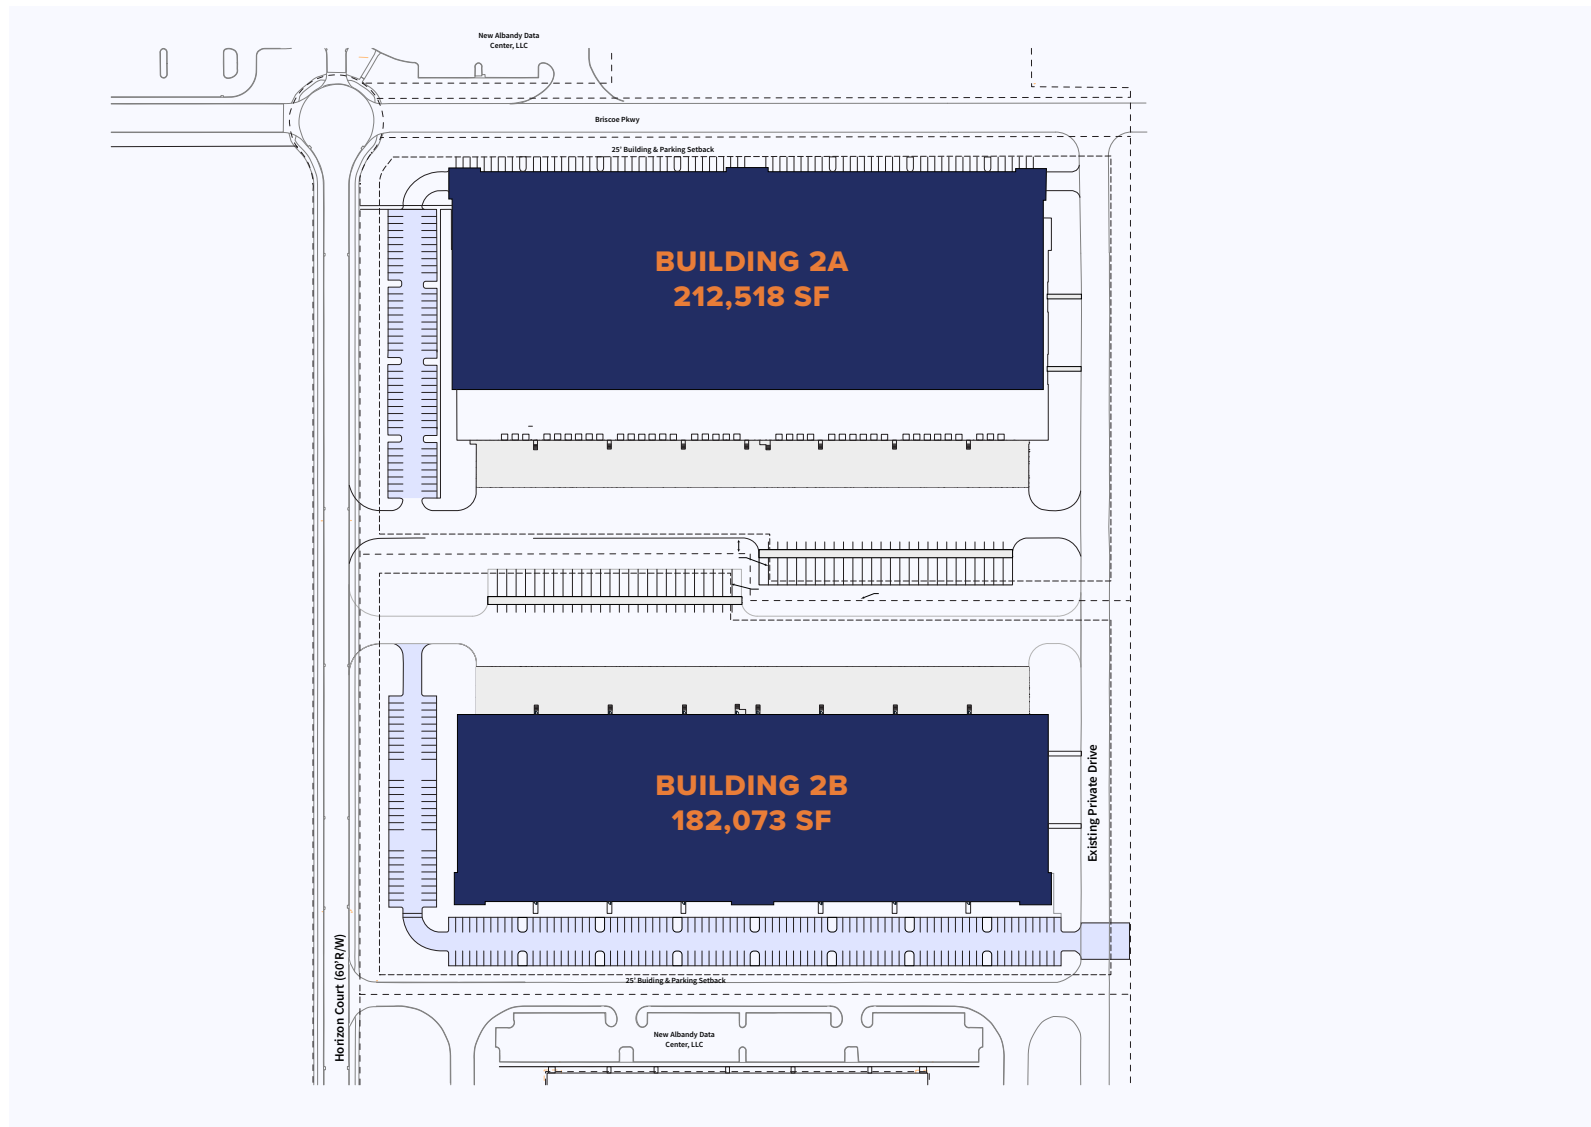 New Albandy Data
Center, LLC
Briscoe Pkwy
25' Building & Parking Setback
BUILDING 2A
212,518 SF
BUILDING 2B
182,073 SF
Existing Private Drive
Horizon Court (60'R/W)
25' Buiding & Parking Setback
New Albandy Data
Center, LLC